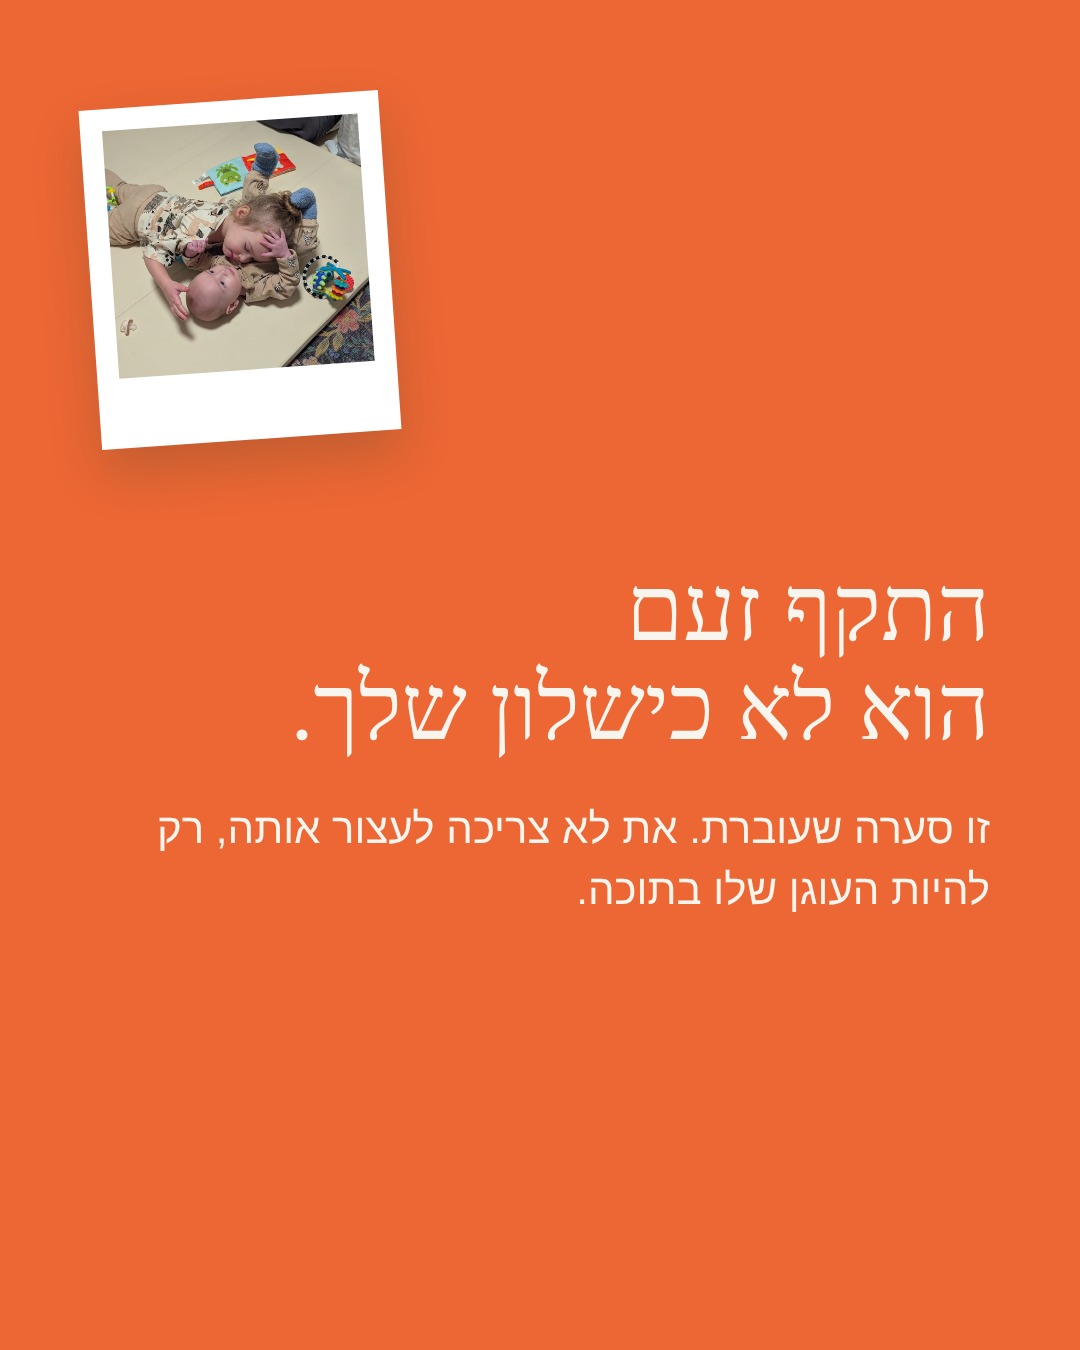 התקף זעם
הוא לא כישלון שלך.
זו סערה שעוברת. את לא צריכה לעצור אותה, רק
להיות העוגן שלו בתוכה.